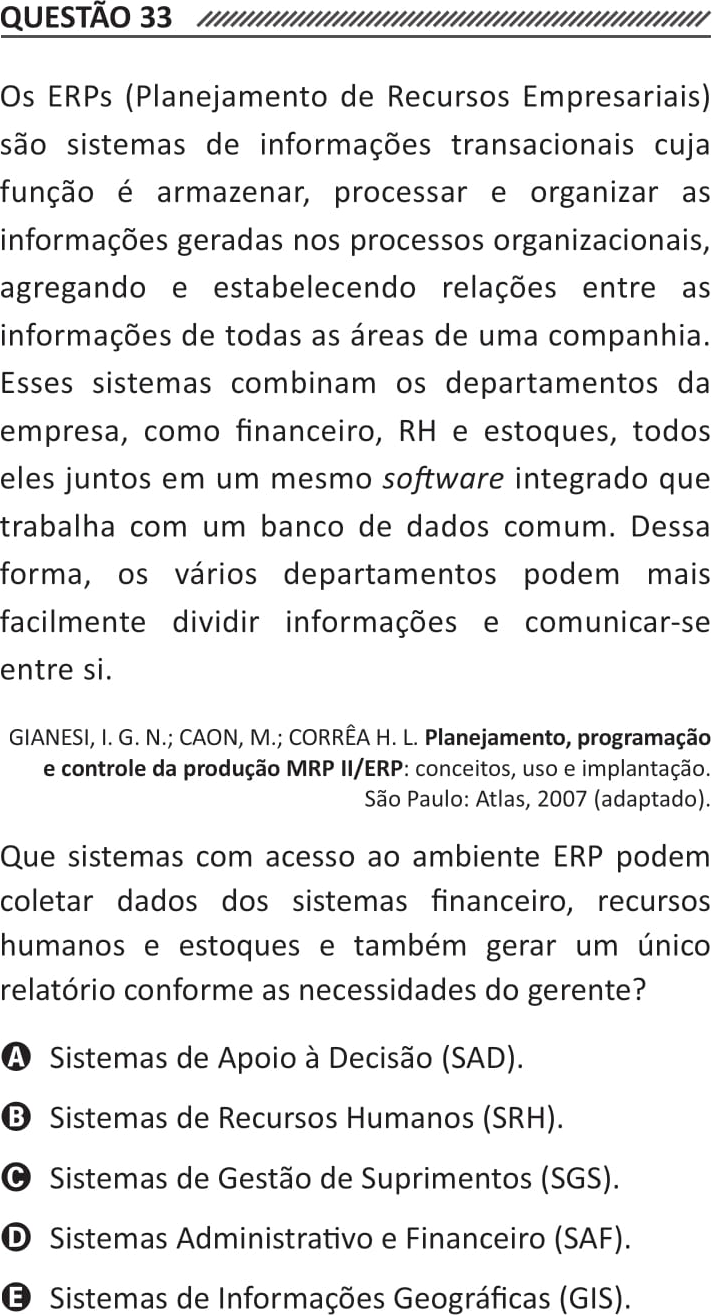 QUESTÃO 33
Os ERPs (Planejamento de Recursos Empresariais)
são sistemas de informações transacionais cuja
função é armazenar, processar e organizar as
informações geradas nos processos organizacionais,
agregando e estabelecendo relações entre as
informações de todas as áreas de uma companhia.
Esses sistemas combinam os departamentos da
empresa, como financeiro, RH e estoques, todos
eles juntos em um mesmo software integrado que
trabalha com um banco de dados comum. Dessa
forma, os vários departamentos podem mais
facilmente dividir informações e comunicar-se
entre si.
GIANESI, I. G. N.; CAON, M.; CORRÊA H. L. Planejamento, programação
e controle da produção MRP II/ERP: conceitos, uso e implantação.
São Paulo: Atlas, 2007 (adaptado).
Que sistemas com acesso ao ambiente ERP podem
coletar dados dos sistemas financeiro, recursos
humanos e estoques e também gerar um único
relatório conforme as necessidades do gerente?
A Sistemas de Apoio à Decisão (SAD).
B Sistemas de Recursos Humanos (SRH).
C Sistemas de Gestão de Suprimentos (SGS).
D Sistemas Administrativo e Financeiro (SAF).
E Sistemas de Informações Geográficas (GIS).